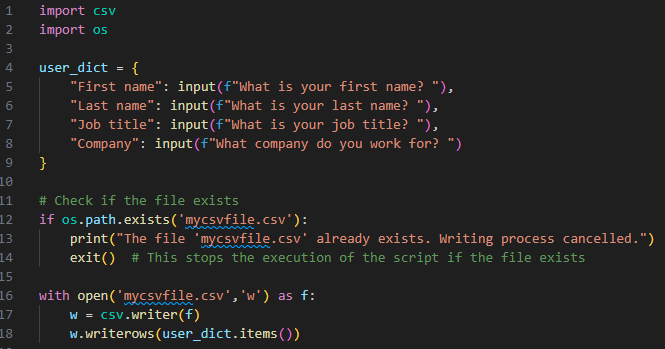 1 import csv
2 import os
3
4 user_dict = {
5     "First name": input(f"What is your first name? "),
6     "Last name": input(f"What is your last name? "),
7     "Job title": input(f"What is your job title? "),
8     "Company": input(f"What company do you work for? ")
9 }
10
11 # Check if the file exists
12 if os.path.exists('mycsvfile.csv'):
13     print("The file 'mycsvfile.csv' already exists. Writing process cancelled.")
14     exit()  # This stops the execution of the script if the file exists
15
16 with open('mycsvfile.csv','w') as f:
17     w = csv.writer(f)
18     w.writerows(user_dict.items())